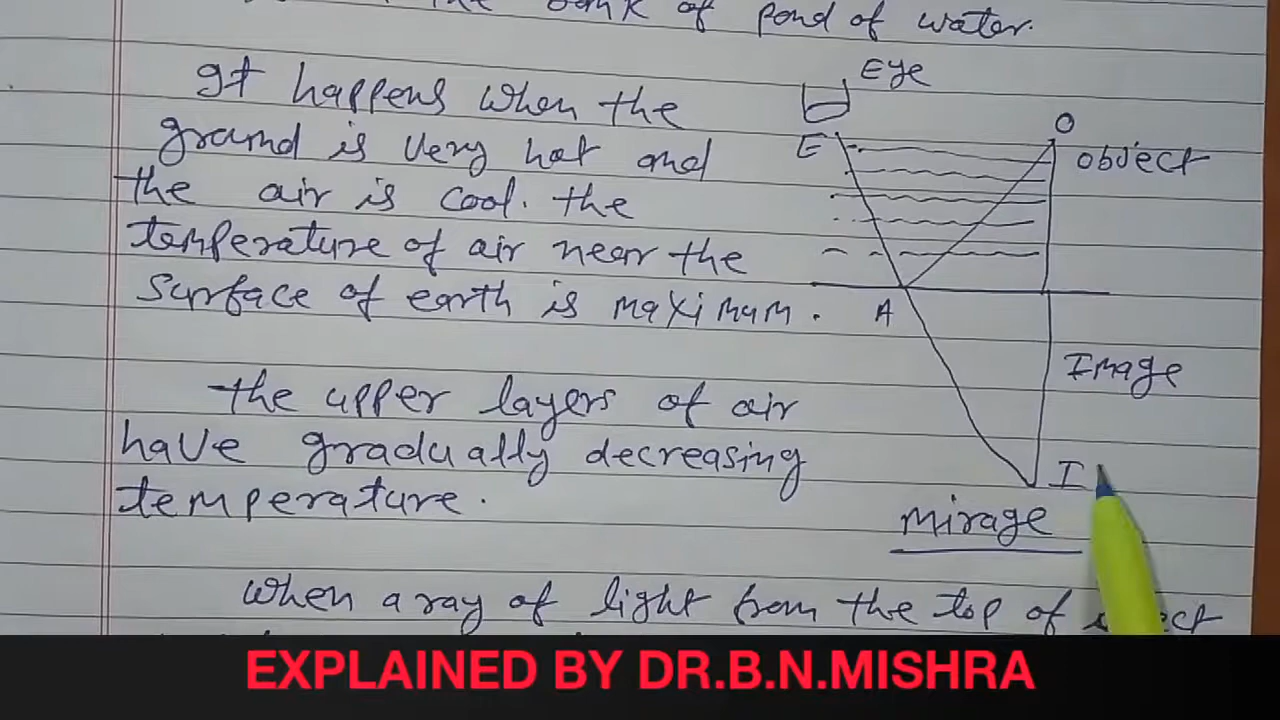 the bank of pond of water.
It happens when the
ground is very hot and
the air is cool. the
temperature of air near the
surface of earth is maximum.
the upper layers of air
have gradually decreasing
temperature.
when a ray of light from the top of
Eye
E
O
object
A
Image
I
mirage
EXPLAINED BY DR.B.N.MISHRA